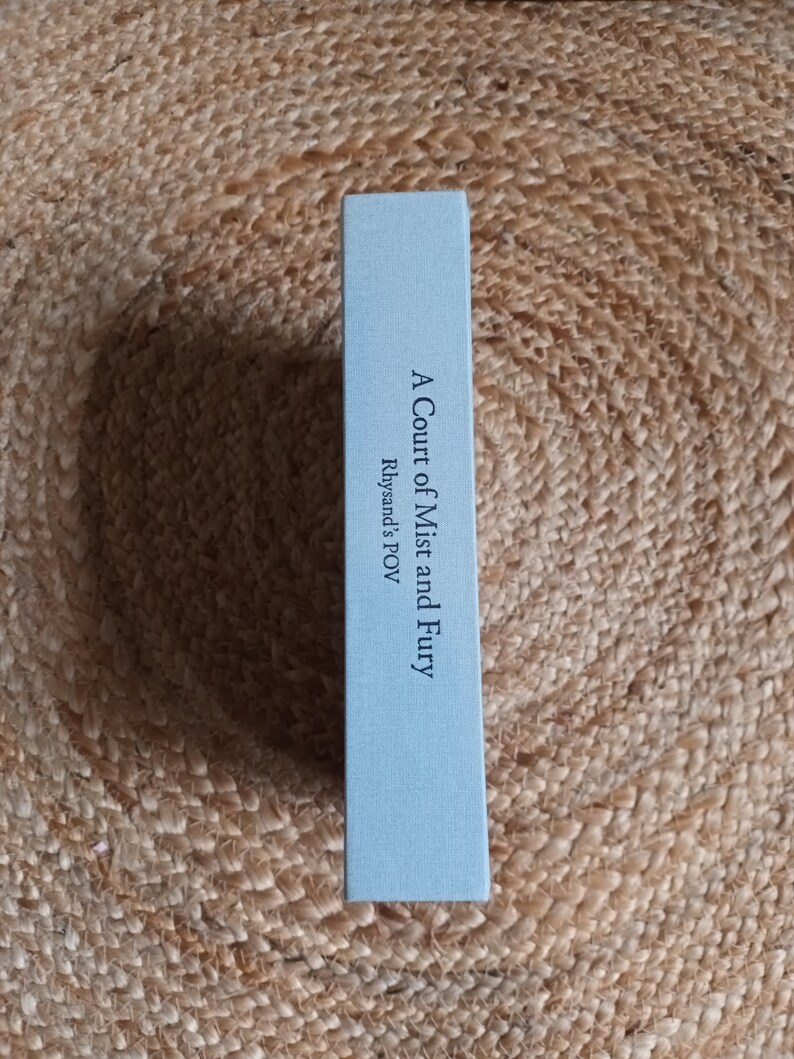 A Court of Mist and Fury
Rhysand's POV